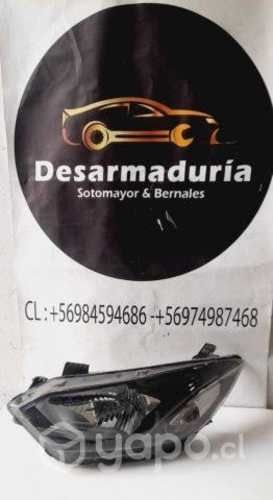 Desarmaduría
Sotomayor & Bernales
CL : +56984594686 -+56974987468
yapo.cl